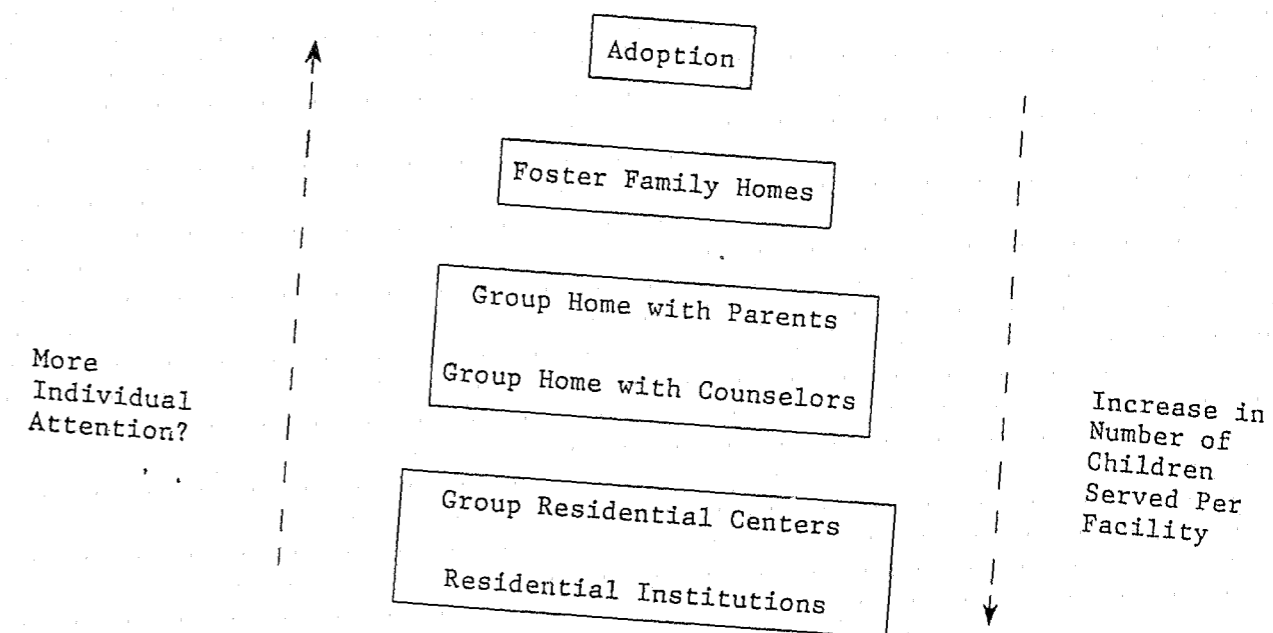 Adoption
Foster Family Homes
Group Home with Parents
Group Home with Counselors
Group Residential Centers
Residential Institutions
More
Individual
Attention?
Increase in
Number of
Children
Served Per
Facility